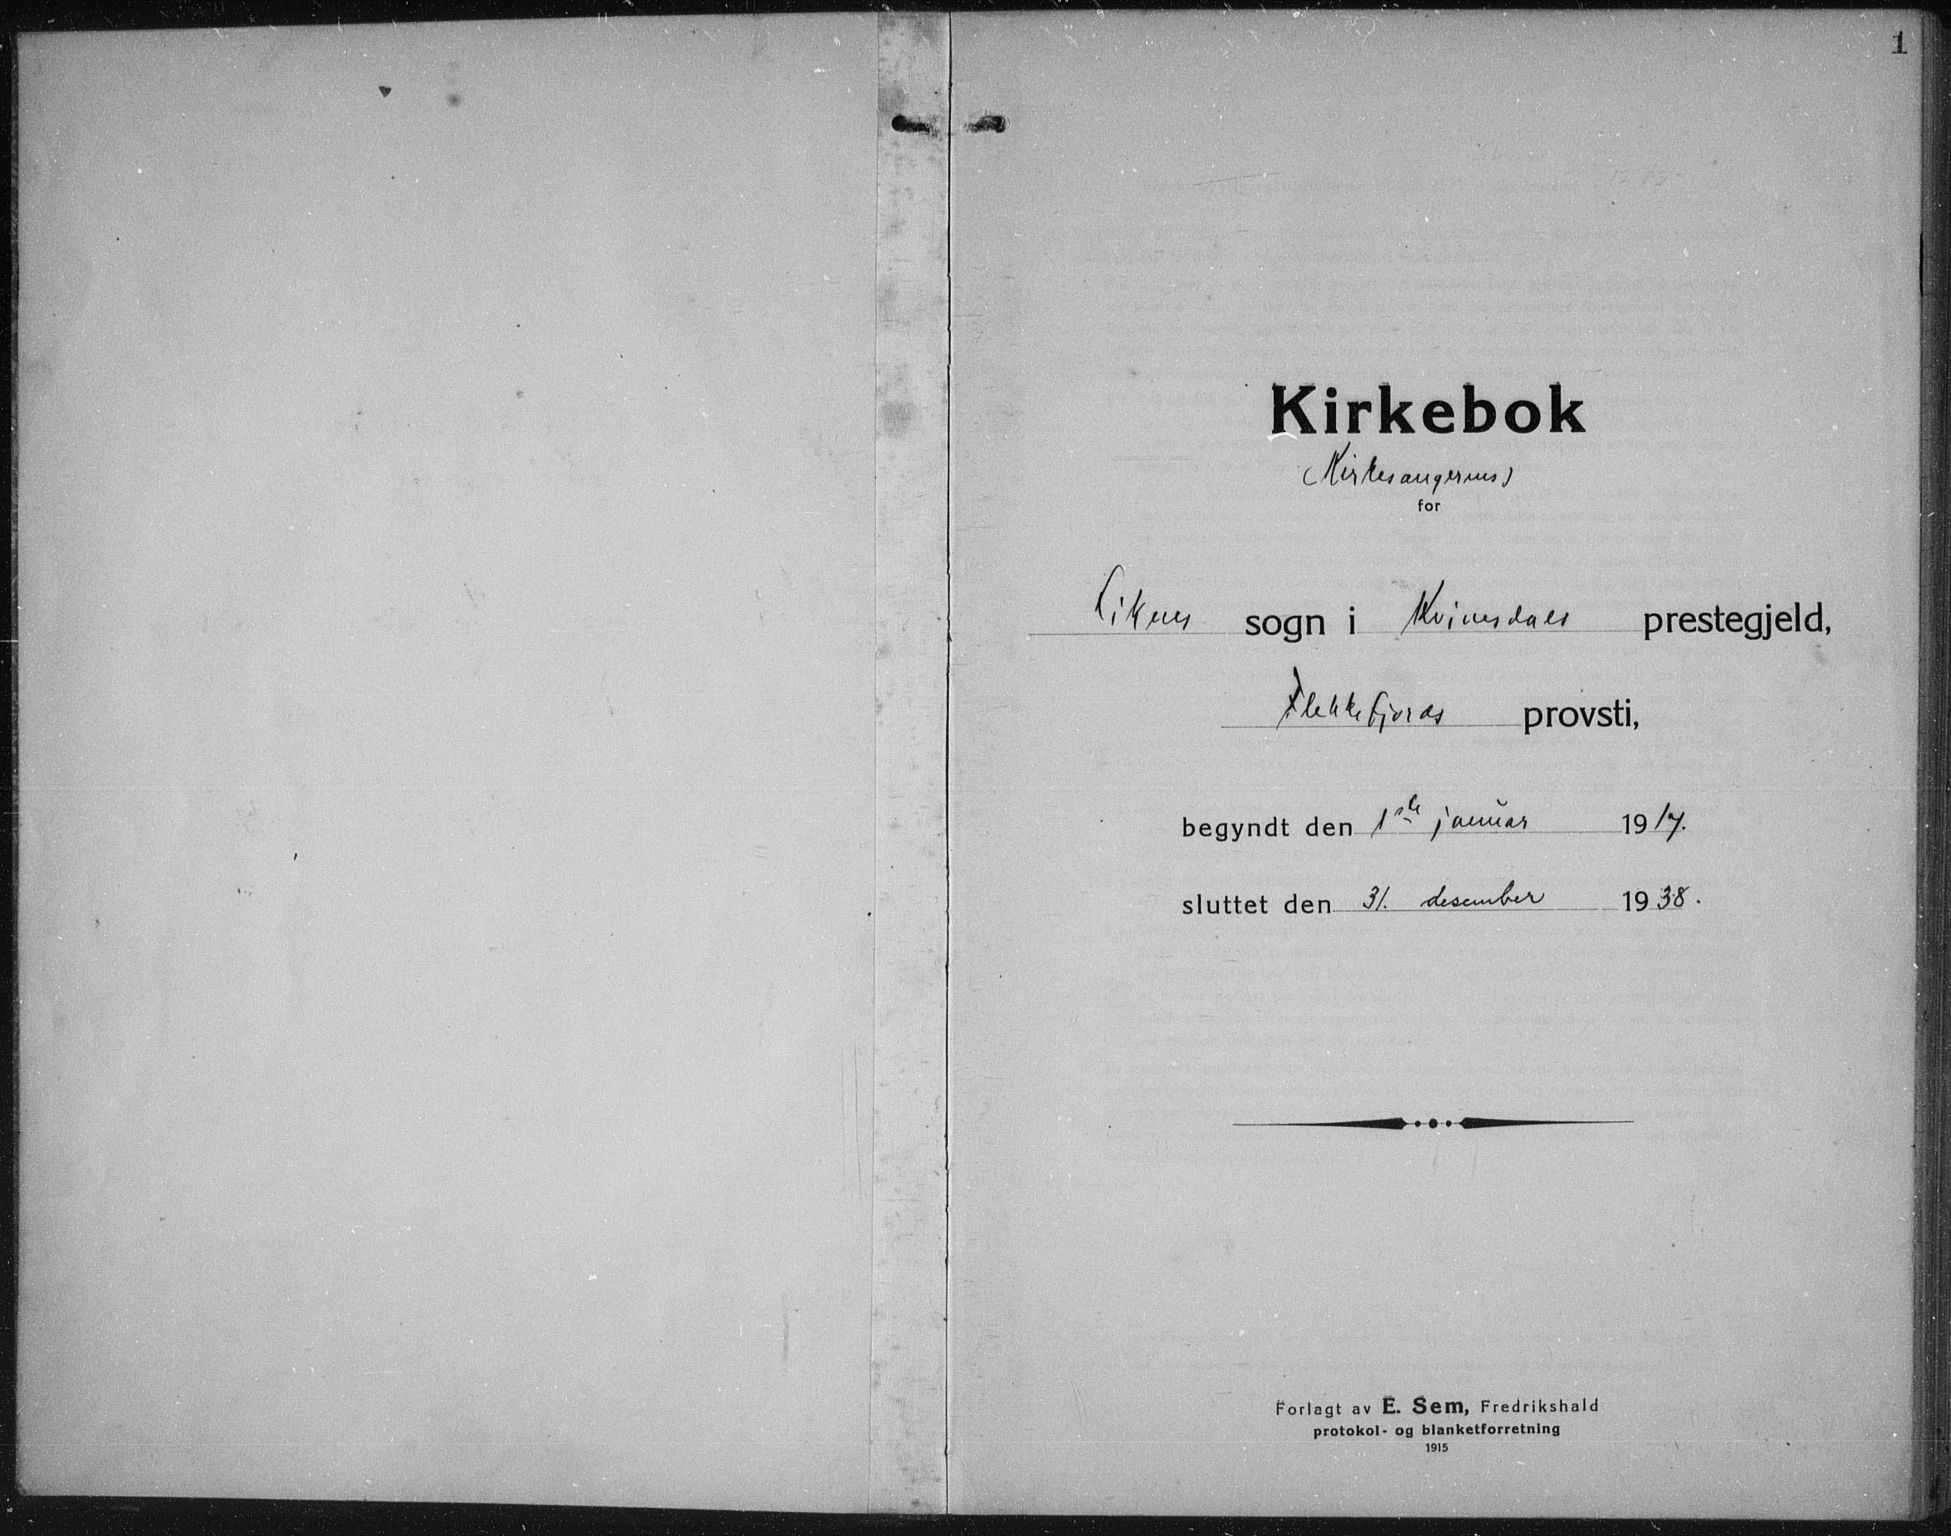 1
Kirkebok
(Kirkesangerens)
for
Liknes sogn i Kvinesdals prestegjeld,
Flekkefjords provsti,
begyndt den 1ste januar 1917.
sluttet den 31. desember 1938.
Forlagt av E. Sem, Fredrikshald
protokol- og blanketforretning
1915